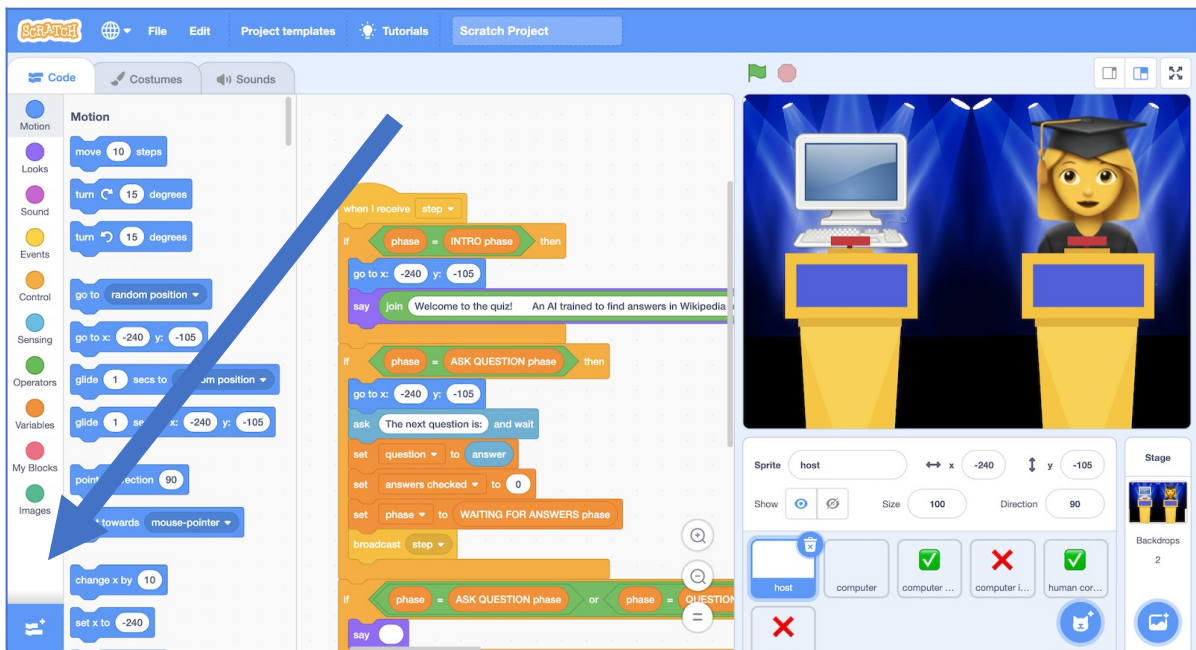 SCRATCH
File Edit Project templates Tutorials Scratch Project
Code Costumes Sounds
Motion
Looks
Sound
Events
Control
Sensing
Operators
Variables
My Blocks
Images
Motion
move 10 steps
turn 15 degrees
turn 15 degrees
go to random position
go to x: -240 y: -105
glide 1 secs to position
glide 1 x: -240 y: -105
90
towards mouse-pointer
change x by 10
set x to -240
when I receive step
if phase = INTRO phase then
go to x: -240 y: -105
say join Welcome to the quiz! An AI trained to find answers in Wikipedia
if phase = ASK QUESTION phase then
go to x: -240 y: -105
ask The next question is: and wait
set question to answer
set answers checked to 0
set phase to WAITING FOR ANSWERS phase
broadcast step
if phase = ASK QUESTION phase or phase = QUESTION
say
Sprite host x -240 y -105
Show Size 100 Direction 90
host
computer
computer ...
computer i...
human cor...
Stage
Backdrops
2